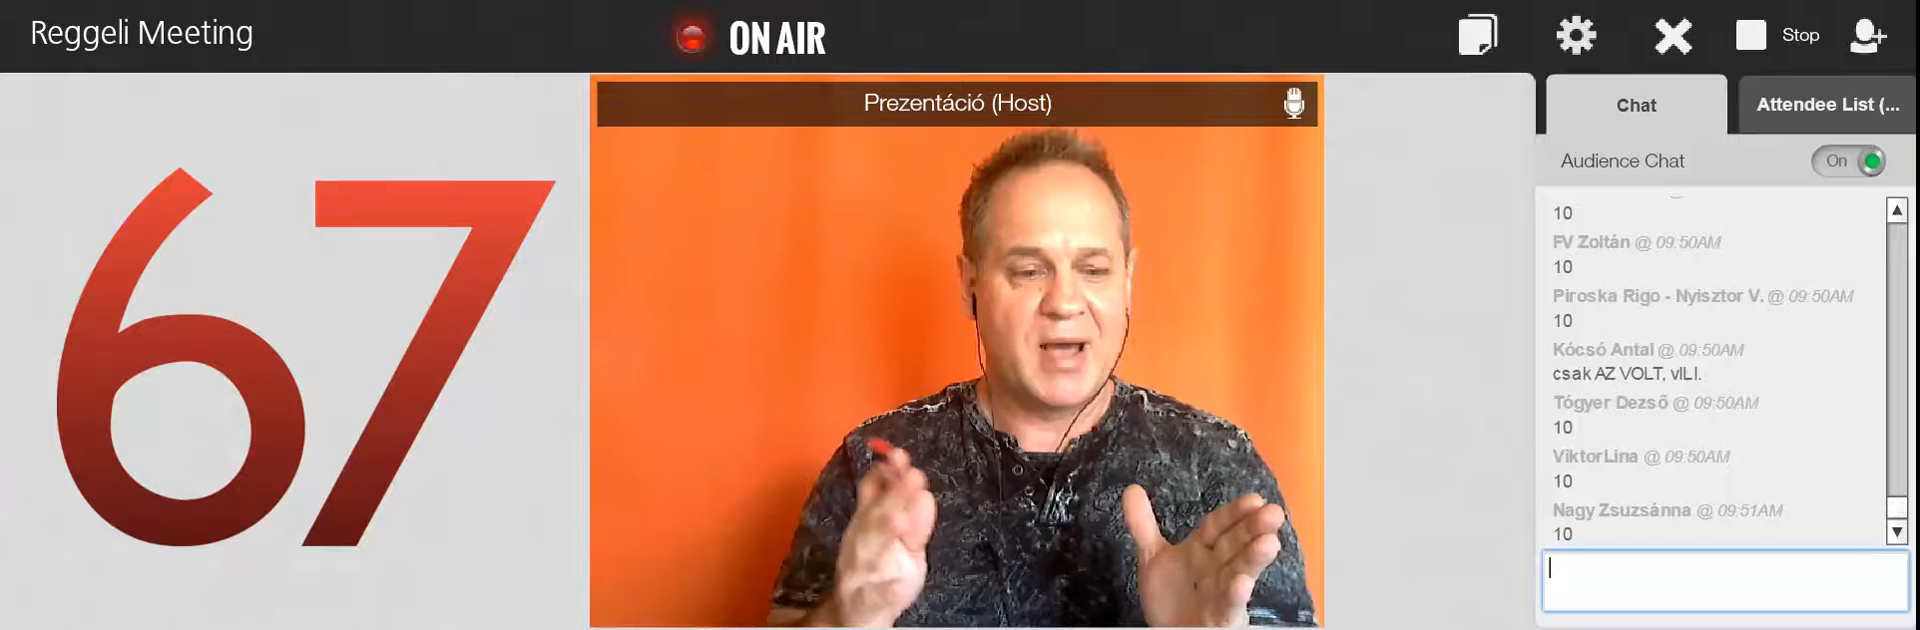 Reggeli Meeting
ON AIR
Stop
67
Prezentáció (Host)
Chat
Attendee List (...
Audience Chat
On
10
FV Zoltán @ 09:50AM
10
Piroska Rigo - Nyisztor V. @ 09:50AM
10
Kócsó Antal @ 09:50AM
csak AZ VOLT, vILI.
Tógyer Dezső @ 09:50AM
10
ViktorLina @ 09:50AM
10
Nagy Zsuzsánna @ 09:51AM
10